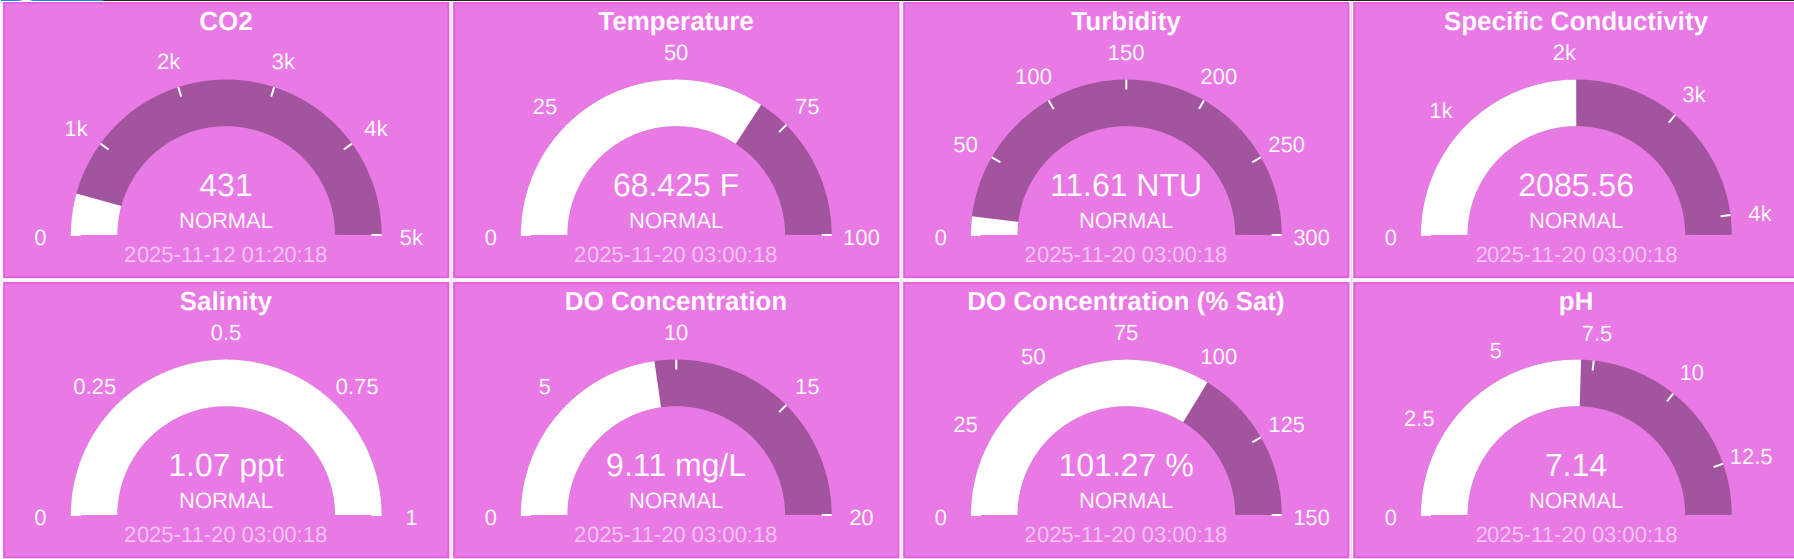 CO2
2k
3k
1k
4k
431
NORMAL
0
5k
2025-11-12 01:20:18
Temperature
50
25
75
68.425 F
NORMAL
0
100
2025-11-20 03:00:18
Turbidity
150
100
200
50
250
11.61 NTU
NORMAL
0
300
2025-11-20 03:00:18
Specific Conductivity
2k
1k
3k
2085.56
NORMAL
4k
0
2025-11-20 03:00:18
Salinity
0.5
0.25
0.75
1.07 ppt
NORMAL
0
1
2025-11-20 03:00:18
DO Concentration
10
5
15
9.11 mg/L
NORMAL
0
20
2025-11-20 03:00:18
DO Concentration (% Sat)
75
50
100
25
125
101.27 %
NORMAL
0
150
2025-11-20 03:00:18
pH
7.5
5
10
2.5
12.5
7.14
NORMAL
0
2025-11-20 03:00:18